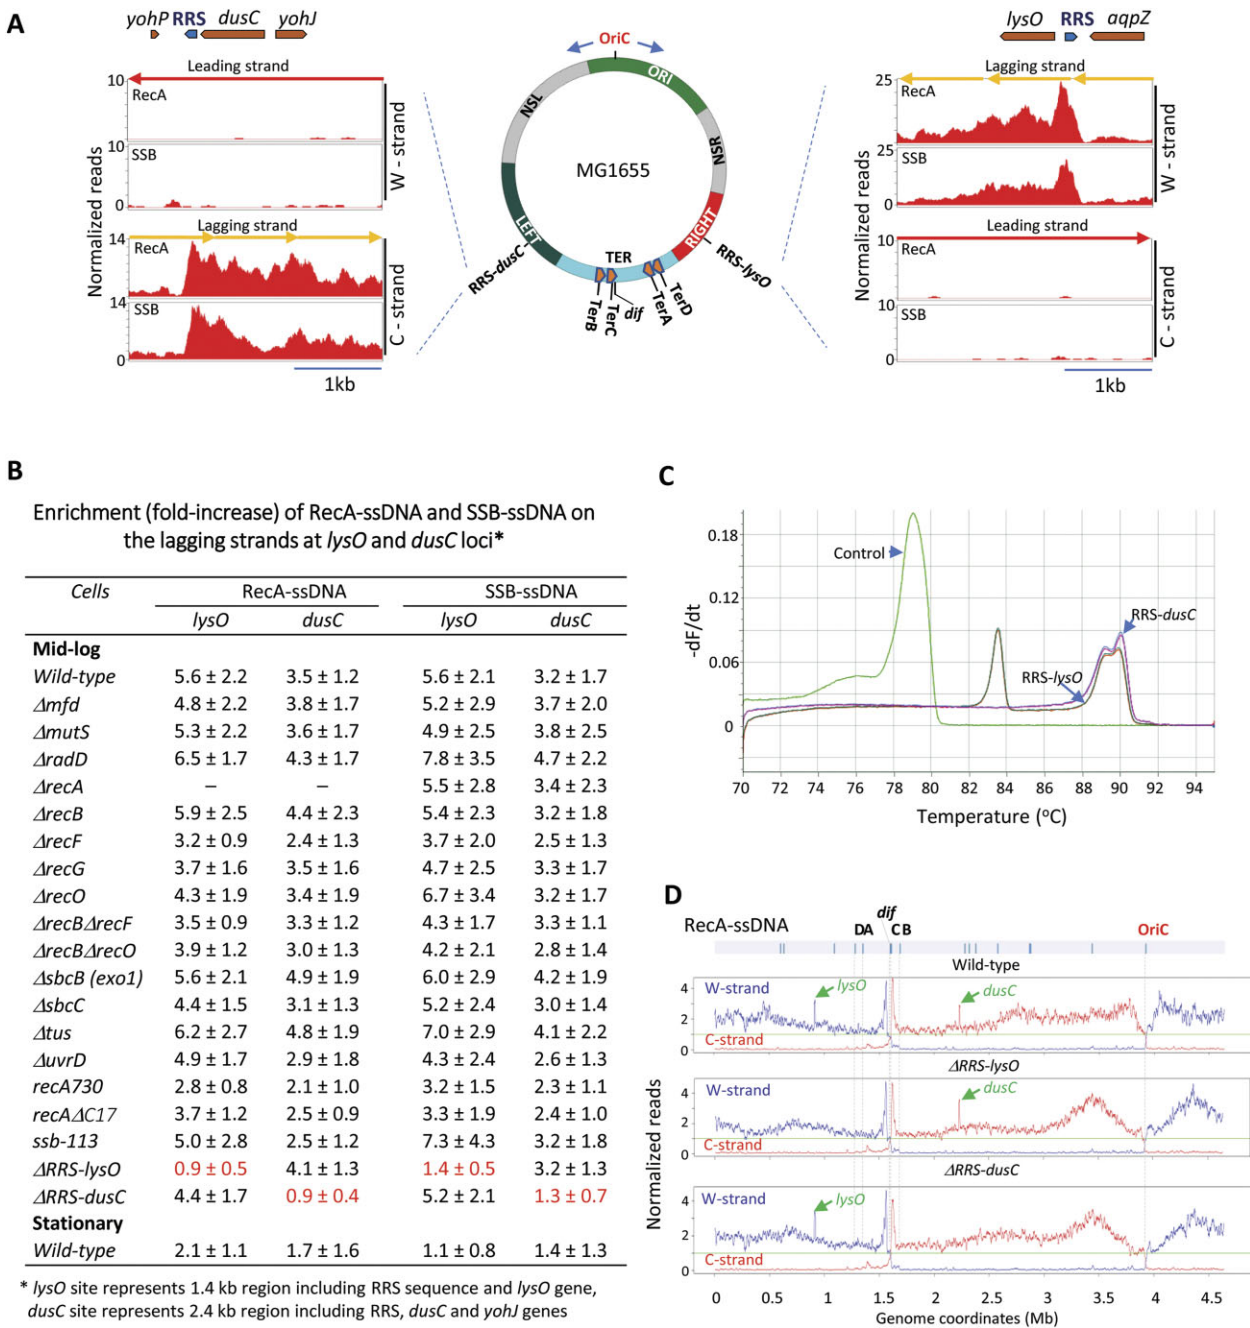 A
yohP RRS dusC yohJ
Leading strand
10
RecA
10
SSB
0
W - strand
Lagging strand
14
RecA
14
SSB
0
C - strand
Normalized reads
1kb
OriC
ORI
NSL
NSR
MG1655
LEFT
RIGHT
TER
RRS-dusC
RRS-lysO
TerB
TerC
dif
TerA
TerD
lysO RRS aqpZ
Lagging strand
25
RecA
25
SSB
0
W - strand
Leading strand
10
RecA
10
SSB
0
C - strand
Normalized reads
1kb
B
Enrichment (fold-increase) of RecA-ssDNA and SSB-ssDNA on
the lagging strands at lysO and dusC loci*
Cells RecA-ssDNA SSB-ssDNA
lysO dusC lysO dusC
Mid-log
Wild-type 5.6 ± 2.2 3.5 ± 1.2 5.6 ± 2.1 3.2 ± 1.7
Δmfd 4.8 ± 2.2 3.8 ± 1.7 5.2 ± 2.9 3.7 ± 2.0
ΔmutS 5.3 ± 2.2 3.6 ± 1.7 4.9 ± 2.5 3.8 ± 2.5
ΔradD 6.5 ± 1.7 4.3 ± 1.7 7.8 ± 3.5 4.7 ± 2.2
ΔrecA – – 5.5 ± 2.8 3.4 ± 2.3
ΔrecB 5.9 ± 2.5 4.4 ± 2.3 5.4 ± 2.3 3.2 ± 1.8
ΔrecF 3.2 ± 0.9 2.4 ± 1.3 3.7 ± 2.0 2.5 ± 1.3
ΔrecG 3.7 ± 1.6 3.5 ± 1.6 4.7 ± 2.5 3.3 ± 1.7
ΔrecO 4.3 ± 1.9 3.4 ± 1.9 6.7 ± 3.4 3.2 ± 1.7
ΔrecBΔrecF 3.5 ± 0.9 3.3 ± 1.2 4.3 ± 1.7 3.3 ± 1.1
ΔrecBΔrecO 3.9 ± 1.2 3.0 ± 1.3 4.2 ± 2.1 2.8 ± 1.4
ΔsbcB (exo1) 5.6 ± 2.1 4.9 ± 1.9 6.0 ± 2.9 4.2 ± 1.9
ΔsbcC 4.4 ± 1.5 3.1 ± 1.3 5.2 ± 2.4 3.0 ± 1.4
Δtus 6.2 ± 2.7 4.8 ± 1.9 7.0 ± 2.9 4.1 ± 2.2
ΔuvrD 4.9 ± 1.7 2.9 ± 1.8 4.3 ± 2.4 2.6 ± 1.3
recA730 2.8 ± 0.8 2.1 ± 1.0 3.2 ± 1.5 2.3 ± 1.1
recAΔC17 3.7 ± 1.2 2.5 ± 0.9 3.3 ± 1.9 2.4 ± 1.0
ssb-113 5.0 ± 2.8 2.5 ± 1.2 7.3 ± 4.3 3.2 ± 1.8
ΔRRS-lysO 0.9 ± 0.5 4.1 ± 1.3 1.4 ± 0.5 3.2 ± 1.3
ΔRRS-dusC 4.4 ± 1.7 0.9 ± 0.4 5.2 ± 2.1 1.3 ± 0.7
Stationary
Wild-type 2.1 ± 1.1 1.7 ± 1.6 1.1 ± 0.8 1.4 ± 1.3
* lysO site represents 1.4 kb region including RRS sequence and lysO gene,
dusC site represents 2.4 kb region including RRS, dusC and yohJ genes
C
0.18
0.12
0.06
0
-dF/dt
Control
RRS-dusC
RRS-lysO
70 72 74 76 78 80 82 84 86 88 90 92 94
Temperature (°C)
D
RecA-ssDNA
DA dif C B OriC
Wild-type
4
2
0
W-strand
C-strand
lysO
dusC
ΔRRS-lysO
4
2
0
W-strand
C-strand
dusC
ΔRRS-dusC
4
2
0
W-strand
C-strand
lysO
Normalized reads
0 0.5 1 1.5 2 2.5 3 3.5 4 4.5
Genome coordinates (Mb)